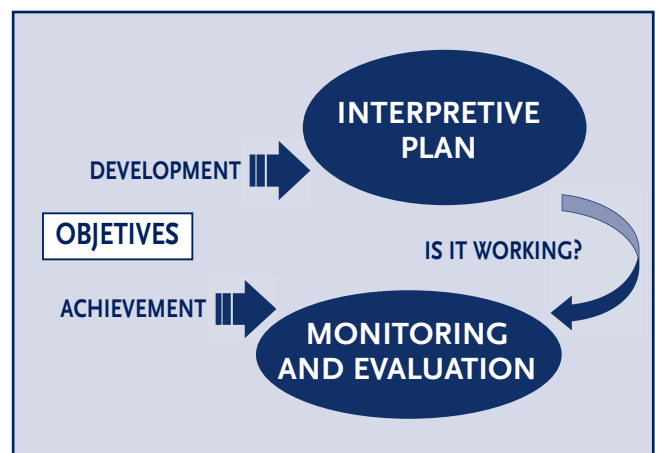 INTERPRETIVE
PLAN
DEVELOPMENT
OBJETIVES
IS IT WORKING?
ACHIEVEMENT
MONITORING
AND EVALUATION